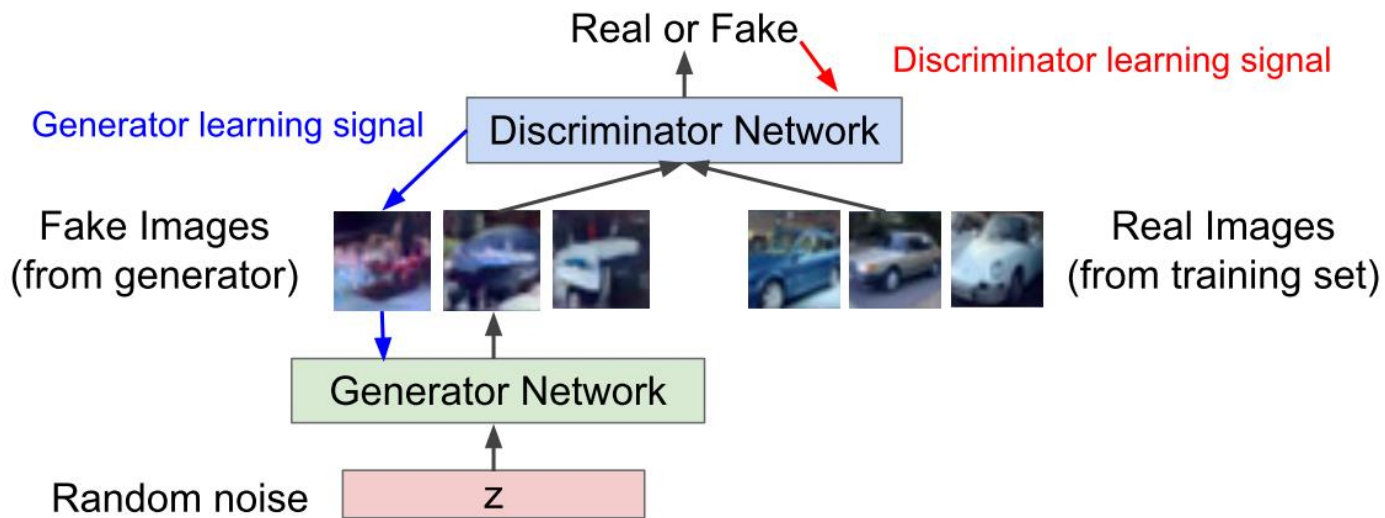 Real or Fake
Discriminator learning signal
Generator learning signal
Discriminator Network
Fake Images
(from generator)
Real Images
(from training set)
Generator Network
Random noise
z